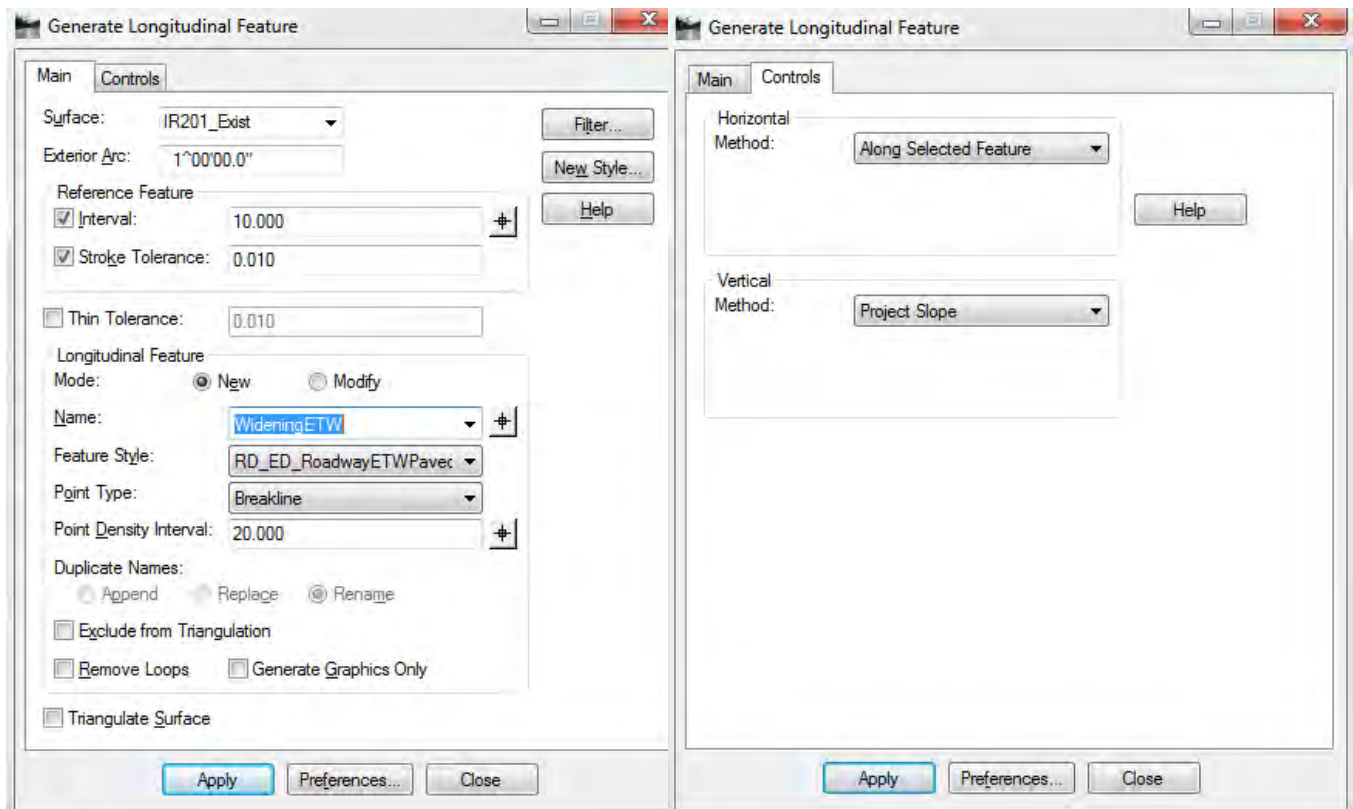 Generate Longitudinal Feature
Main Controls
Surface: IR201_Exist
Filter...
Exterior Arc: 1^00'00.0"
New Style...
Reference Feature
Interval: 10.000
Help
Stroke Tolerance: 0.010
Thin Tolerance: 0.010
Longitudinal Feature
Mode: New Modify
Name: WideningETW
Feature Style: RD_ED_RoadwayETWPavec
Point Type: Breakline
Point Density Interval: 20.000
Duplicate Names:
Append Replace Rename
Exclude from Triangulation
Remove Loops Generate Graphics Only
Triangulate Surface
Apply Preferences... Close
Generate Longitudinal Feature
Main Controls
Horizontal
Method: Along Selected Feature
Help
Vertical
Method: Project Slope
Apply Preferences... Close